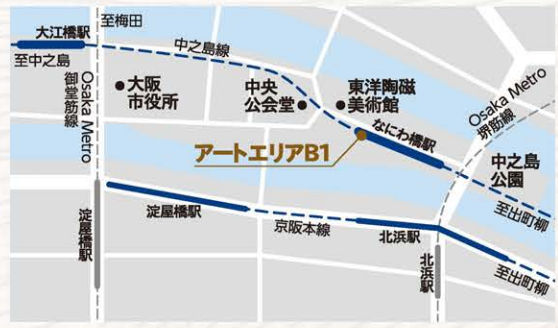 至梅田
大江橋駅
至中之島
中之島線
Osaka Metro
御堂筋線
大阪
市役所
中央
公会堂
東洋陶磁
美術館
Osaka Metro
堺筋線
なにわ橋駅
アートエリアB1
中之島
公園
至出町柳
淀屋橋駅
淀屋橋駅
京阪本線
北浜駅
北浜駅
至出町柳